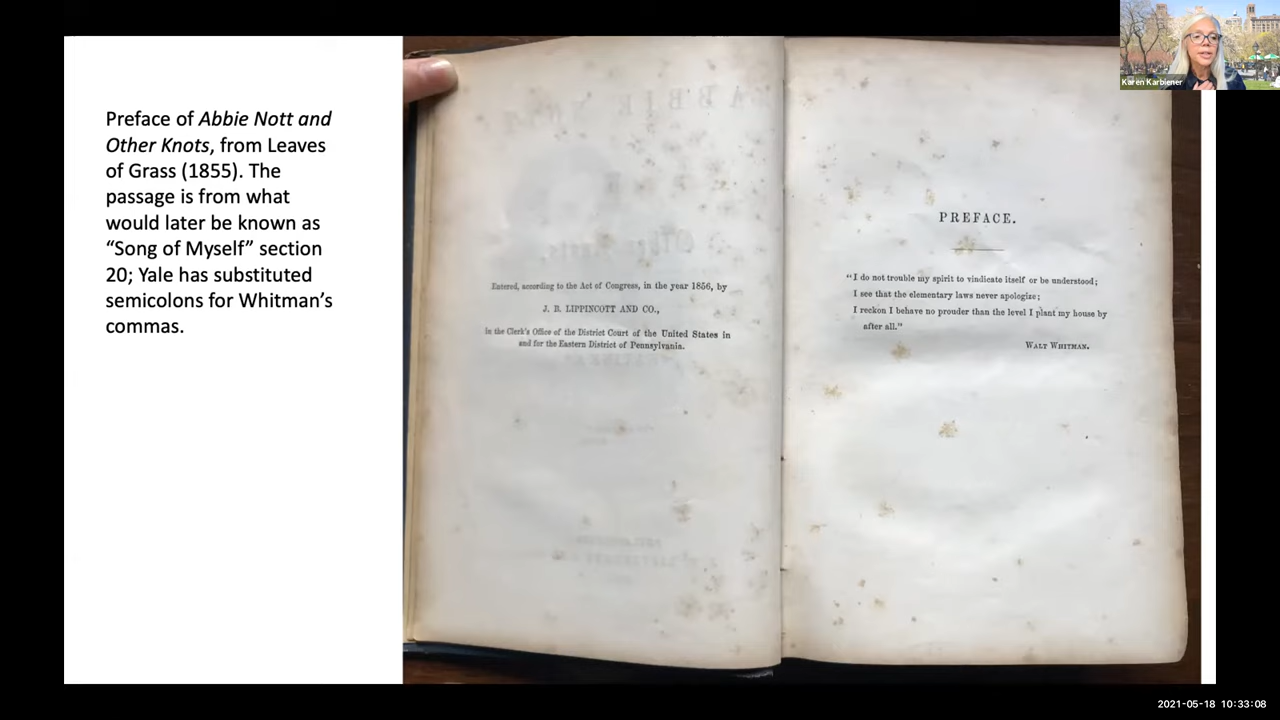 Preface of Abbie Nott and
Other Knots, from Leaves
of Grass (1855). The
passage is from what
would later be known as
“Song of Myself” section
20; Yale has substituted
semicolons for Whitman’s
commas.
Entered, according to the Act of Congress, in the year 1856, by
J. B. LIPPINCOTT AND CO.,
in the Clerk's Office of the District Court of the United States in
and for the Eastern District of Pennsylvania.
PREFACE.
“I do not trouble my spirit to vindicate itself or be understood;
I see that the elementary laws never apologize;
I reckon I behave no prouder than the level I plant my house by
after all.”
WALT WHITMAN.
Karen Karbiener
2021-05-18 10:33:08